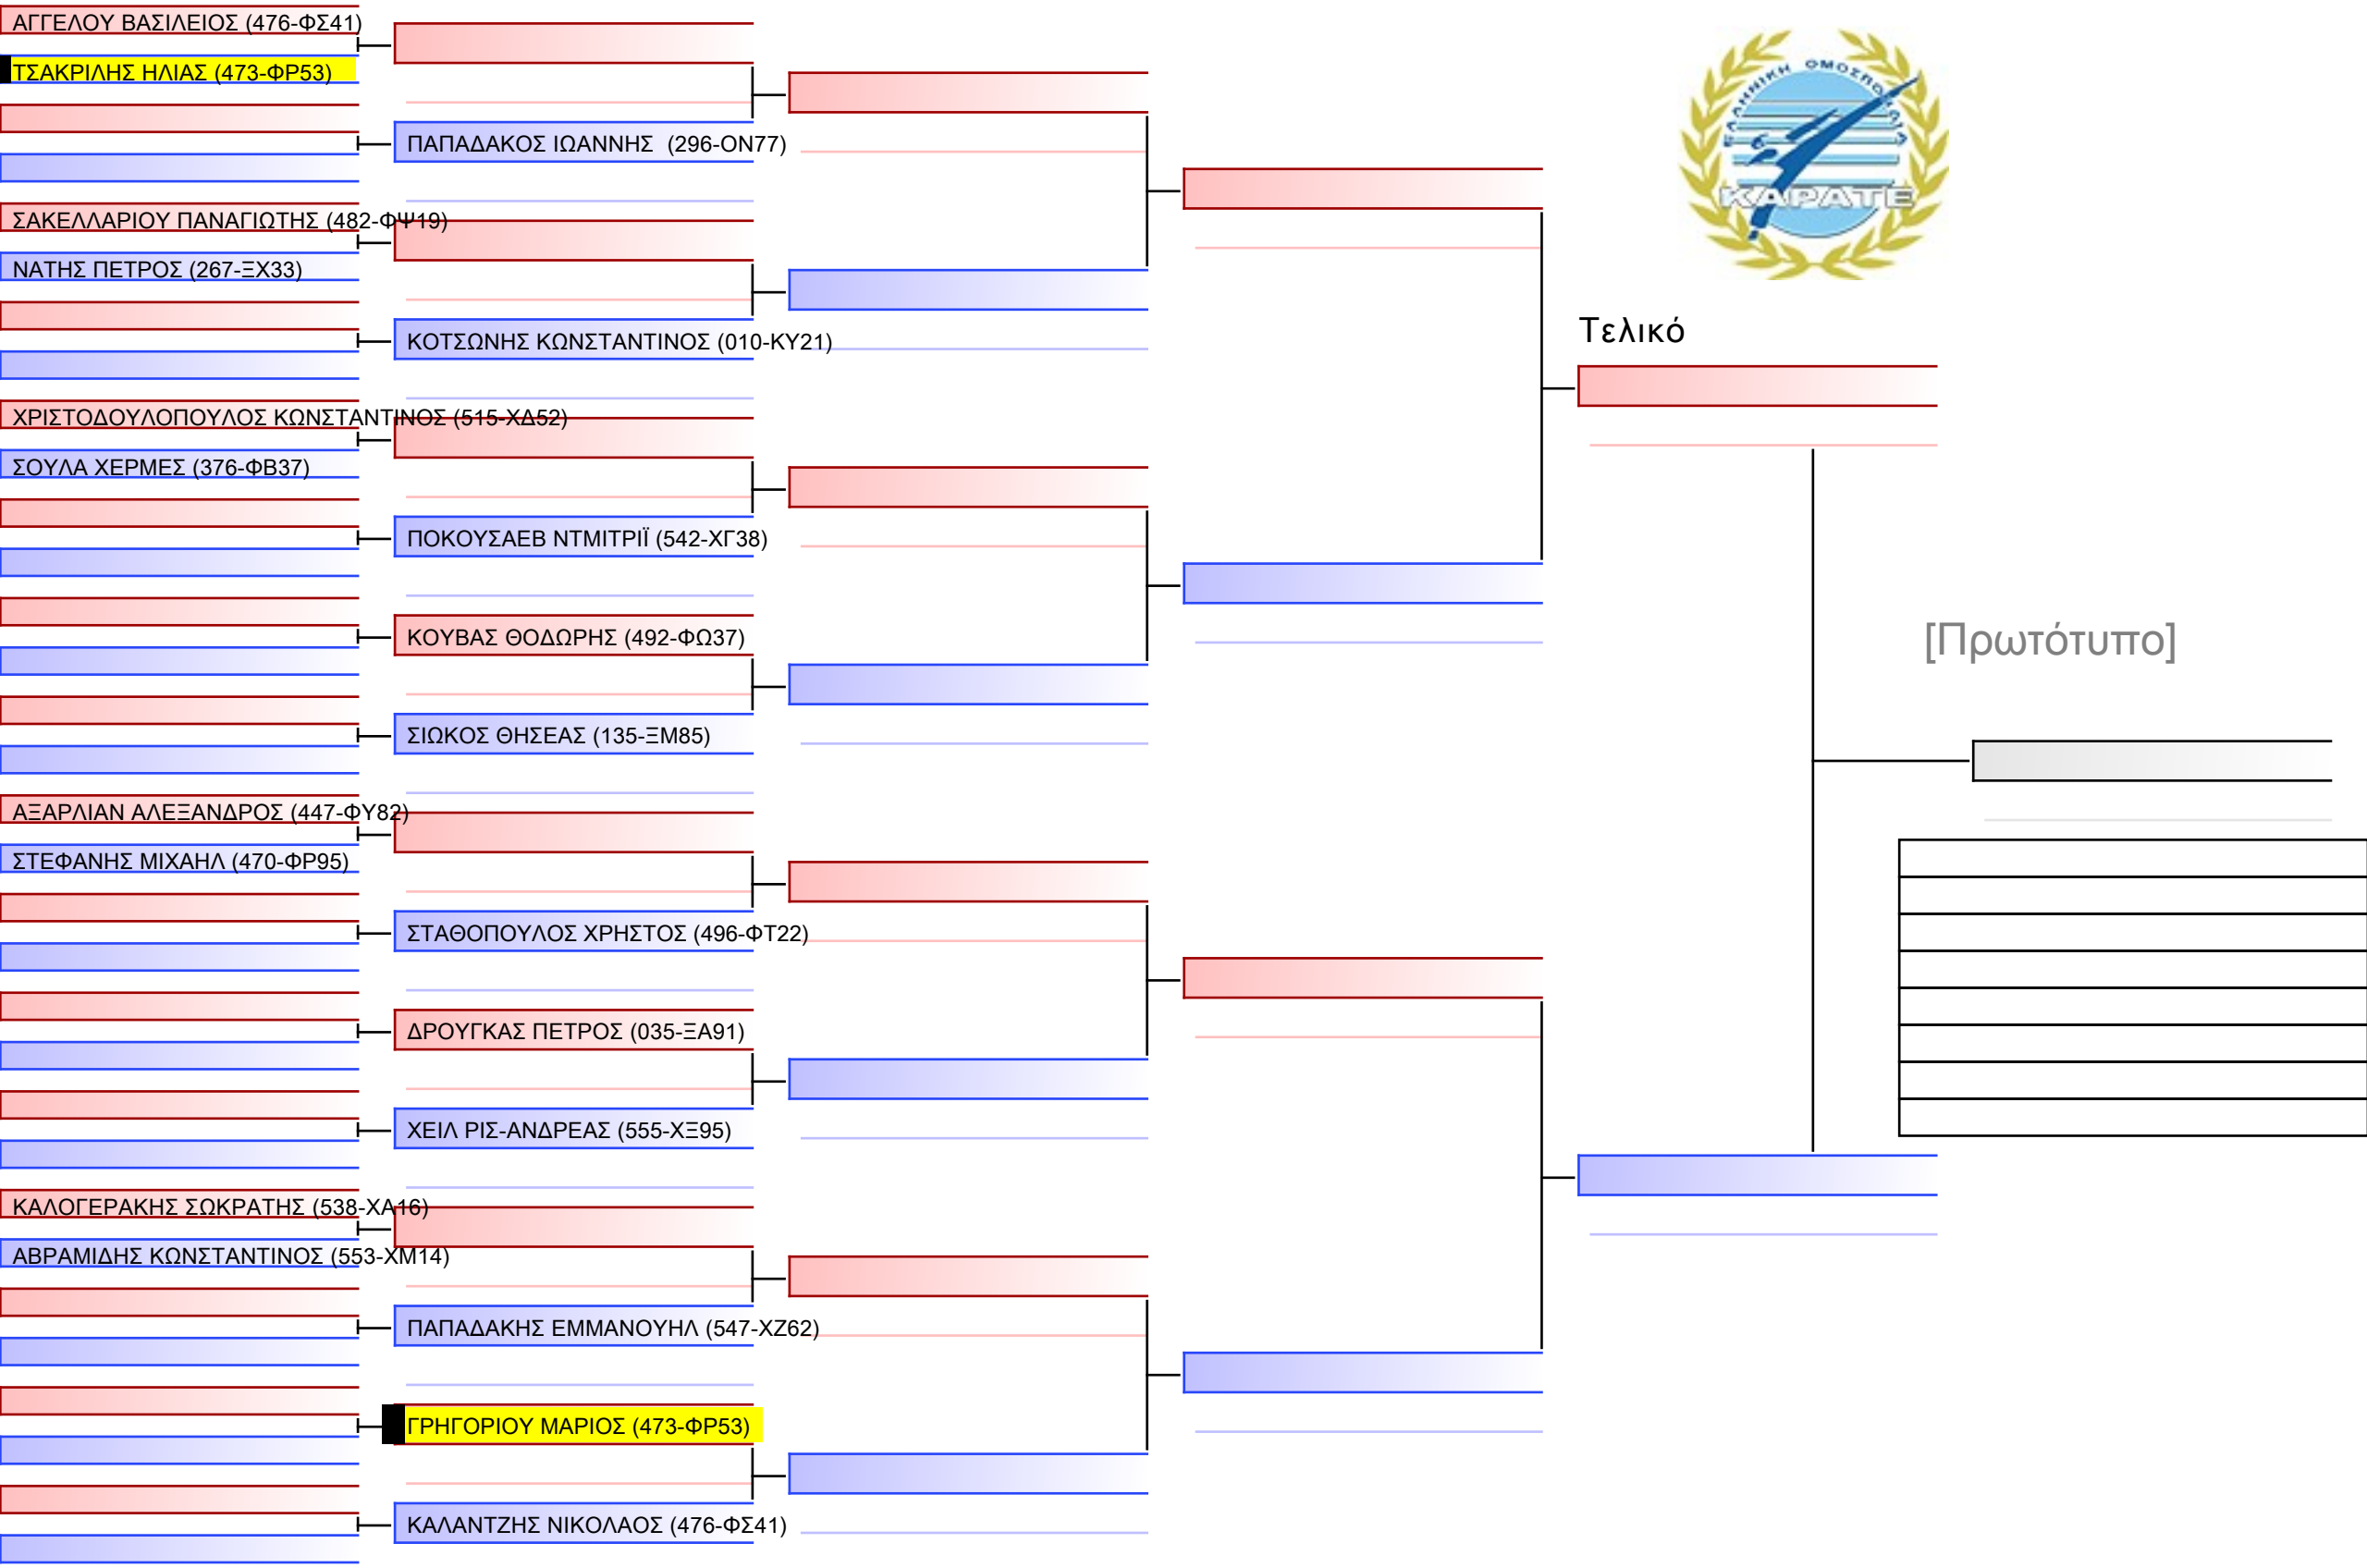 ΑΓΓΕΛΟΥ ΒΑΣΙΛΕΙΟΣ (476-ΦΣ41)
ΤΣΑΚΡΙΛΗΣ ΗΛΙΑΣ (473-ΦΡ53)
ΠΑΠΑΔΑΚΟΣ ΙΩΑΝΝΗΣ (296-ΟΝ77)
ΣΑΚΕΛΛΑΡΙΟΥ ΠΑΝΑΓΙΩΤΗΣ (482-ΦΨ19)
ΝΑΤΗΣ ΠΕΤΡΟΣ (267-ΞΧ33)
ΚΟΤΣΩΝΗΣ ΚΩΝΣΤΑΝΤΙΝΟΣ (010-ΚΥ21)
ΧΡΙΣΤΟΔΟΥΛΟΠΟΥΛΟΣ ΚΩΝΣΤΑΝΤΙΝΟΣ (515-ΧΔ52)
ΣΟΥΛΑ ΧΕΡΜΕΣ (376-ΦΒ37)
ΠΟΚΟΥΣΑΕΒ ΝΤΜΙΤΡΙΪ (542-ΧΓ38)
ΚΟΥΒΑΣ ΘΟΔΩΡΗΣ (492-ΦΩ37)
ΣΙΩΚΟΣ ΘΗΣΕΑΣ (135-ΞΜ85)
ΑΞΑΡΛΙΑΝ ΑΛΕΞΑΝΔΡΟΣ (447-ΦΥ82)
ΣΤΕΦΑΝΗΣ ΜΙΧΑΗΛ (470-ΦΡ95)
ΣΤΑΘΟΠΟΥΛΟΣ ΧΡΗΣΤΟΣ (496-ΦΤ22)
ΔΡΟΥΓΚΑΣ ΠΕΤΡΟΣ (035-ΞΑ91)
ΧΕΙΛ ΡΙΣ-ΑΝΔΡΕΑΣ (555-ΧΞ95)
ΚΑΛΟΓΕΡΑΚΗΣ ΣΩΚΡΑΤΗΣ (538-ΧΑ16)
ΑΒΡΑΜΙΔΗΣ ΚΩΝΣΤΑΝΤΙΝΟΣ (553-ΧΜ14)
ΠΑΠΑΔΑΚΗΣ ΕΜΜΑΝΟΥΗΛ (547-ΧΖ62)
ΓΡΗΓΟΡΙΟΥ ΜΑΡΙΟΣ (473-ΦΡ53)
ΚΑΛΑΝΤΖΗΣ ΝΙΚΟΛΑΟΣ (476-ΦΣ41)
ΕΛΛΗΝΙΚΗ ΟΜΟΣΠΟΝΔΙΑ
ΚΑΡΑΤΕ
Τελικό
[Πρωτότυπο]